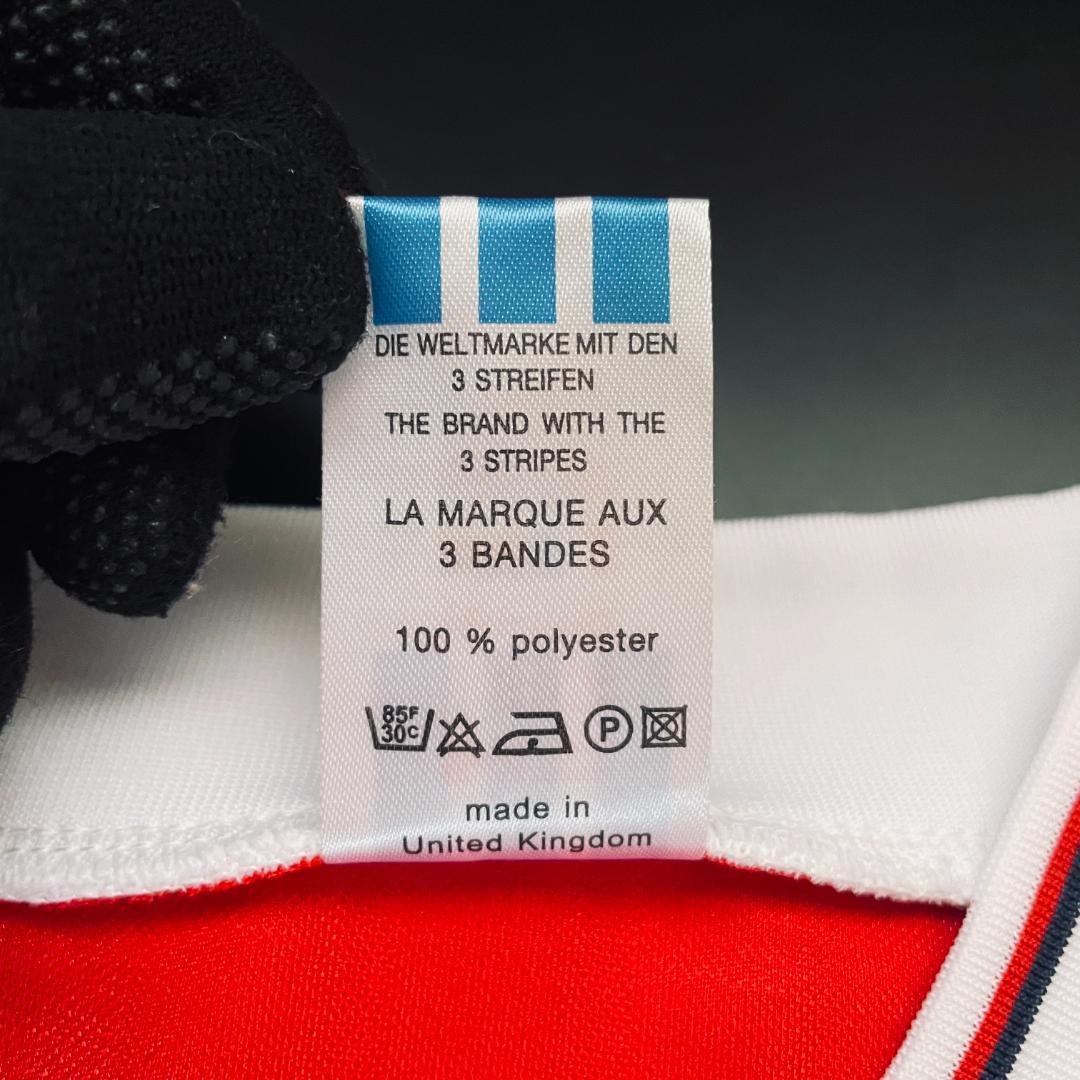 DIE WELTMARKE MIT DEN
3 STREIFEN
THE BRAND WITH THE
3 STRIPES
LA MARQUE AUX
3 BANDES
100 % polyester
85F
30C
P
made in
United Kingdom